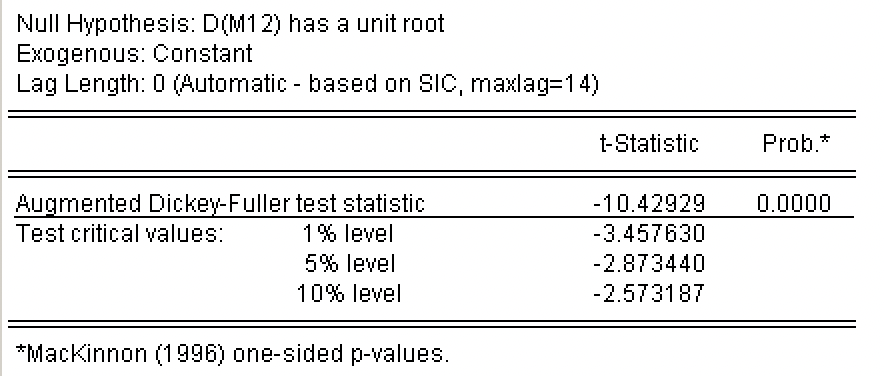 Null Hypothesis: D(M12) has a unit root
Exogenous: Constant
Lag Length: 0 (Automatic - based on SIC, maxlag=14)
t-Statistic Prob.*
Augmented Dickey-Fuller test statistic -10.42929 0.0000
Test critical values: 1% level -3.457630
5% level -2.873440
10% level -2.573187
*MacKinnon (1996) one-sided p-values.